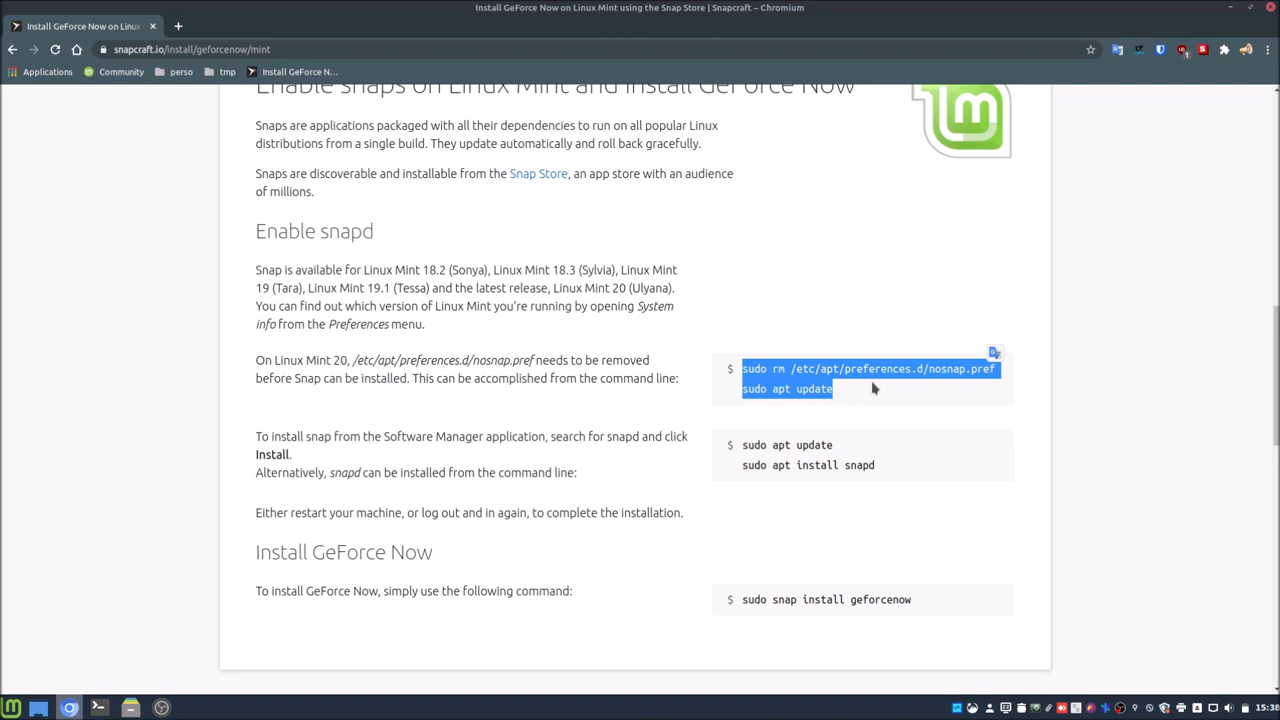 Install GeForce Now on Linux Mint using the Snap Store | Snapcraft – Chromium
Install GeForce Now on Linux
snapcraft.io/install/geforcenow/mint
Applications
Community
perso
tmp
Install GeForce N...
Enable snaps on Linux Mint and install GeForce Now
Snaps are applications packaged with all their dependencies to run on all popular Linux
distributions from a single build. They update automatically and roll back gracefully.
Snaps are discoverable and installable from the Snap Store, an app store with an audience
of millions.
Enable snapd
Snap is available for Linux Mint 18.2 (Sonya), Linux Mint 18.3 (Sylvia), Linux Mint
19 (Tara), Linux Mint 19.1 (Tessa) and the latest release, Linux Mint 20 (Ulyana).
You can find out which version of Linux Mint you’re running by opening System
info from the Preferences menu.
On Linux Mint 20, /etc/apt/preferences.d/nosnap.pref needs to be removed
before Snap can be installed. This can be accomplished from the command line:
$ sudo rm /etc/apt/preferences.d/nosnap.pref
sudo apt update
To install snap from the Software Manager application, search for snapd and click
Install.
Alternatively, snapd can be installed from the command line:
$ sudo apt update
sudo apt install snapd
Either restart your machine, or log out and in again, to complete the installation.
Install GeForce Now
To install GeForce Now, simply use the following command:
$ sudo snap install geforcenow
15:38